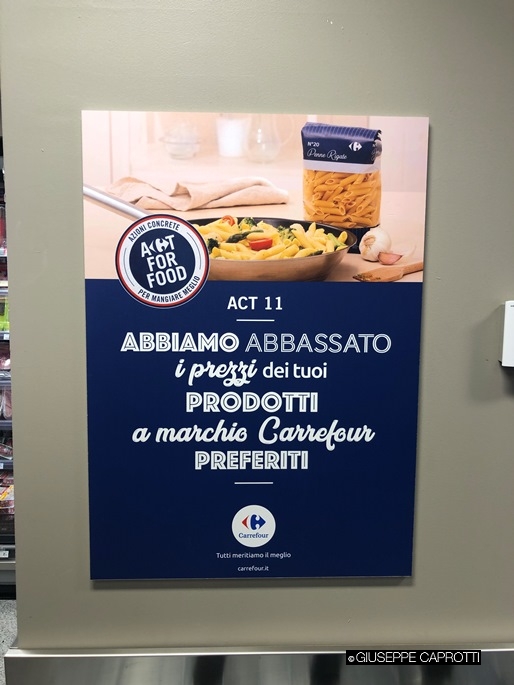 N°20
Penne Rigate
AZIONI CONCRETE
ACT
FOR
FOOD
PER MANGIARE MEGLIO
ACT 11
ABBIAMO ABBASSATO
i prezzi dei tuoi
PRODOTTI
a marchio Carrefour
PREFERITI
Carrefour
Tutti meritiamo il meglio
carrefour.it
© GIUSEPPE CAPROTTI